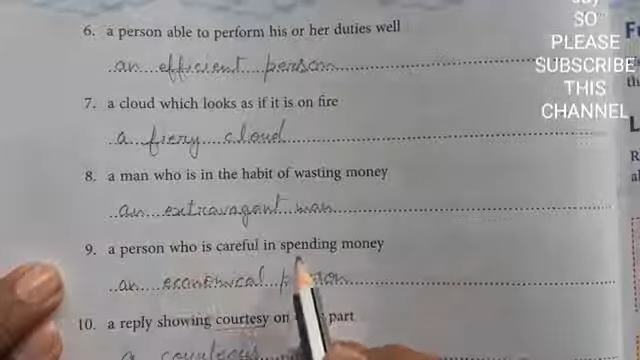 SO
PLEASE
SUBSCRIBE
THIS
CHANNEL
6. a person able to perform his or her duties well
an efficient person
7. a cloud which looks as if it is on fire
a fiery cloud
8. a man who is in the habit of wasting money
an extravagant man
9. a person who is careful in spending money
an economical person
10. a reply showing courtesy on part
a courteous